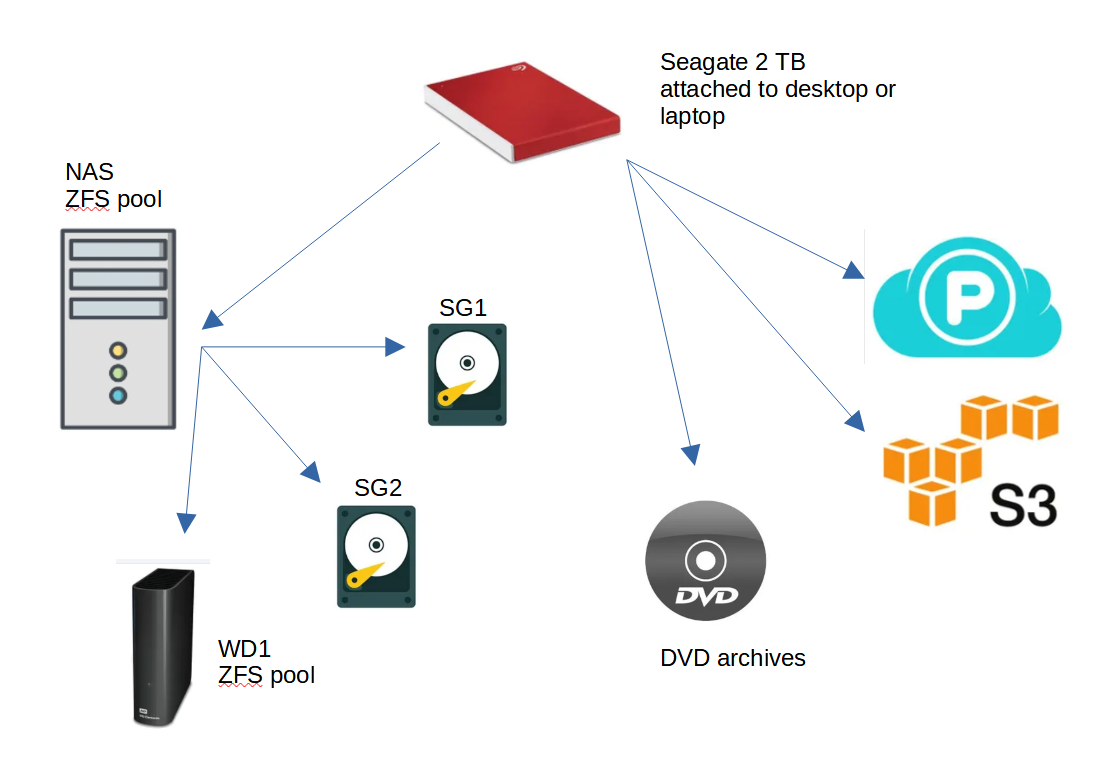 Seagate 2 TB
attached to desktop or
laptop
NAS
ZFS pool
SG1
P
SG2
S3
DVD
DVD archives
WD1
ZFS pool